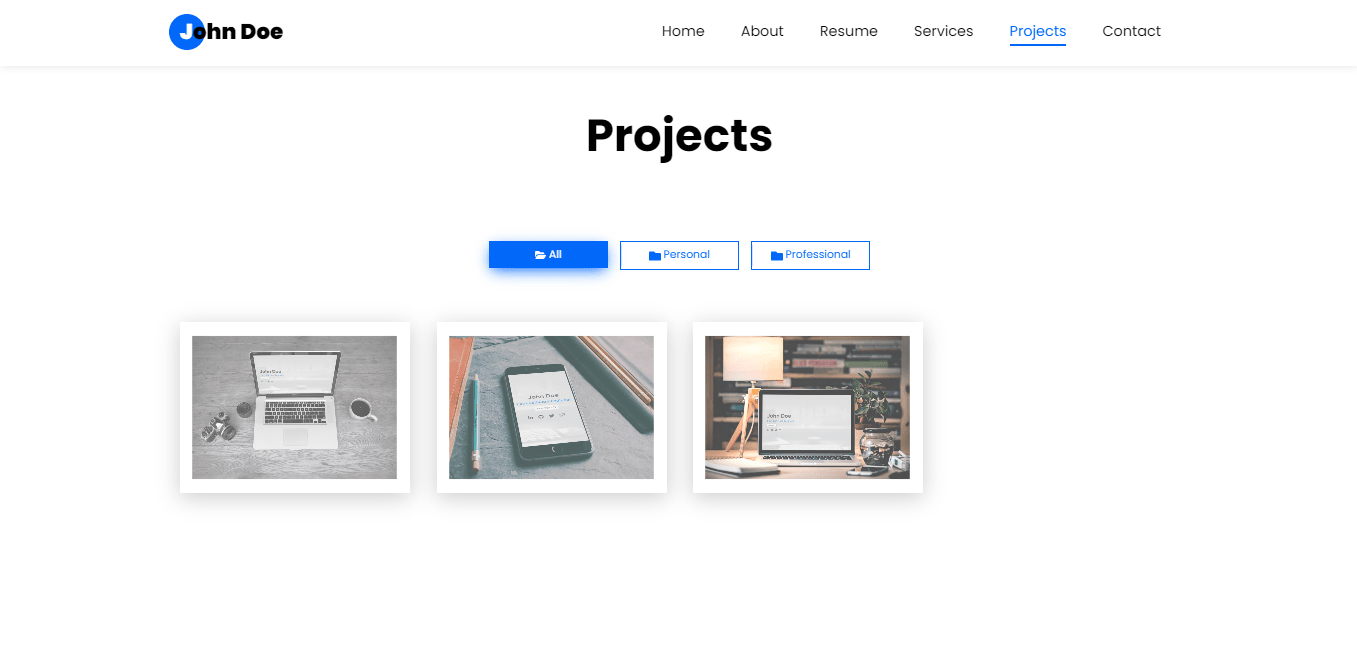 John Doe
Home About Resume Services Projects Contact
Projects
All Personal Professional
John Doe
John Doe
John Doe